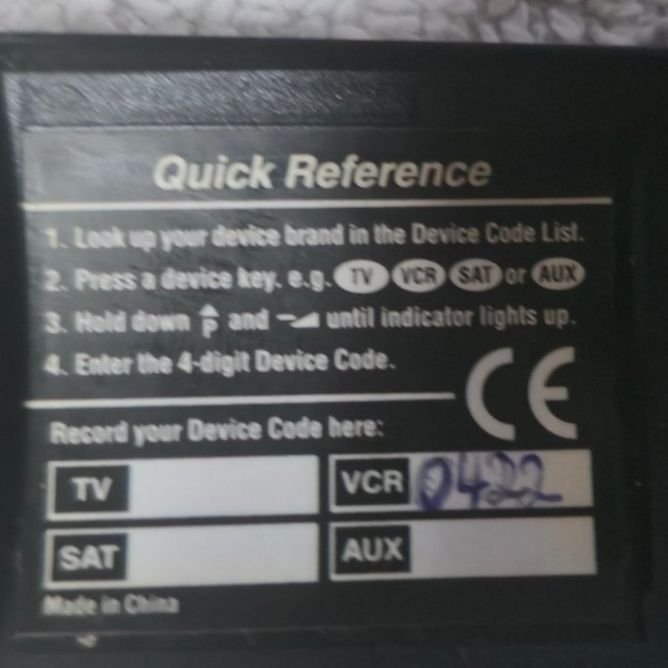 Quick Reference
1. Look up your device brand in the Device Code List.
2. Press a device key. e.g. TV VCR SAT or AUX
3. Hold down P and until indicator lights up.
4. Enter the 4-digit Device Code.
CE
Record your Device Code here:
TV VCR 0422
SAT AUX
Made in China